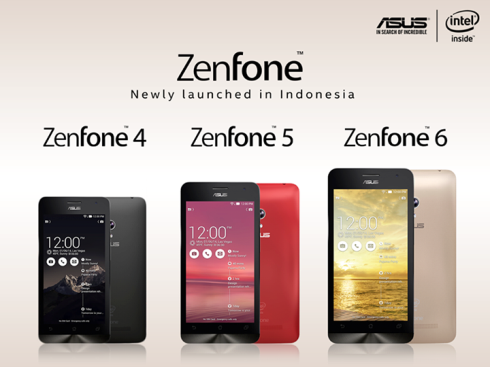 ASUS
IN SEARCH OF INCREDIBLE
intel
inside™
Zenfone™
Newly launched in Indonesia
Zenfone™ 4
Zenfone™ 5
Zenfone™ 6
ASUS
12:00
ASUS
12:00
ASUS
12:00